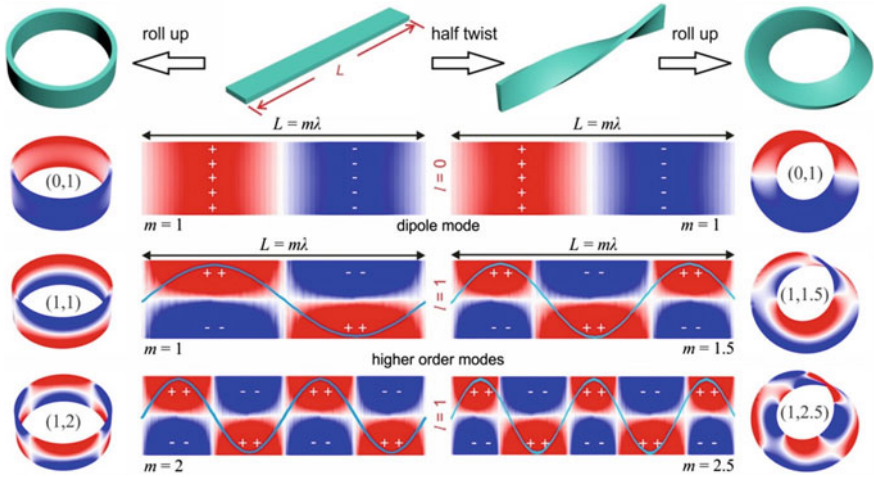 roll up
half twist
roll up
L
L = mλ
L = mλ
(0,1)
+ + + + +
- - - - -
l = 0
+ + + + +
- - - - -
(0,1)
m = 1
dipole mode
m = 1
L = mλ
L = mλ
(1,1)
+ +
- -
- -
+ +
l = 1
+ +
- -
+ +
- -
+ +
- -
(1,1.5)
m = 1
m = 1.5
higher order modes
(1,2)
+ +
- -
+ +
- -
- -
+ +
- -
+ +
l = 1
+ +
- -
+ +
- -
+ +
- -
+ +
- -
+ +
- -
(1,2.5)
m = 2
m = 2.5